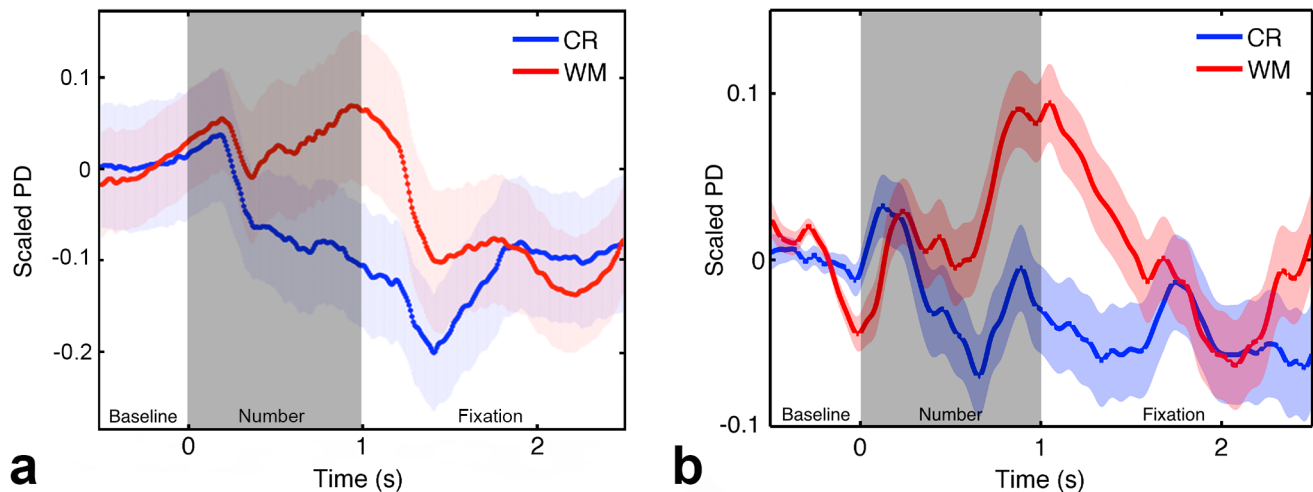 CR
WM
0.1
0
-0.1
-0.2
Scaled PD
Baseline Number Fixation
0 1 2
Time (s)
a
CR
WM
0.1
0
-0.1
Scaled PD
Baseline Number Fixation
0 1 2
Time (s)
b